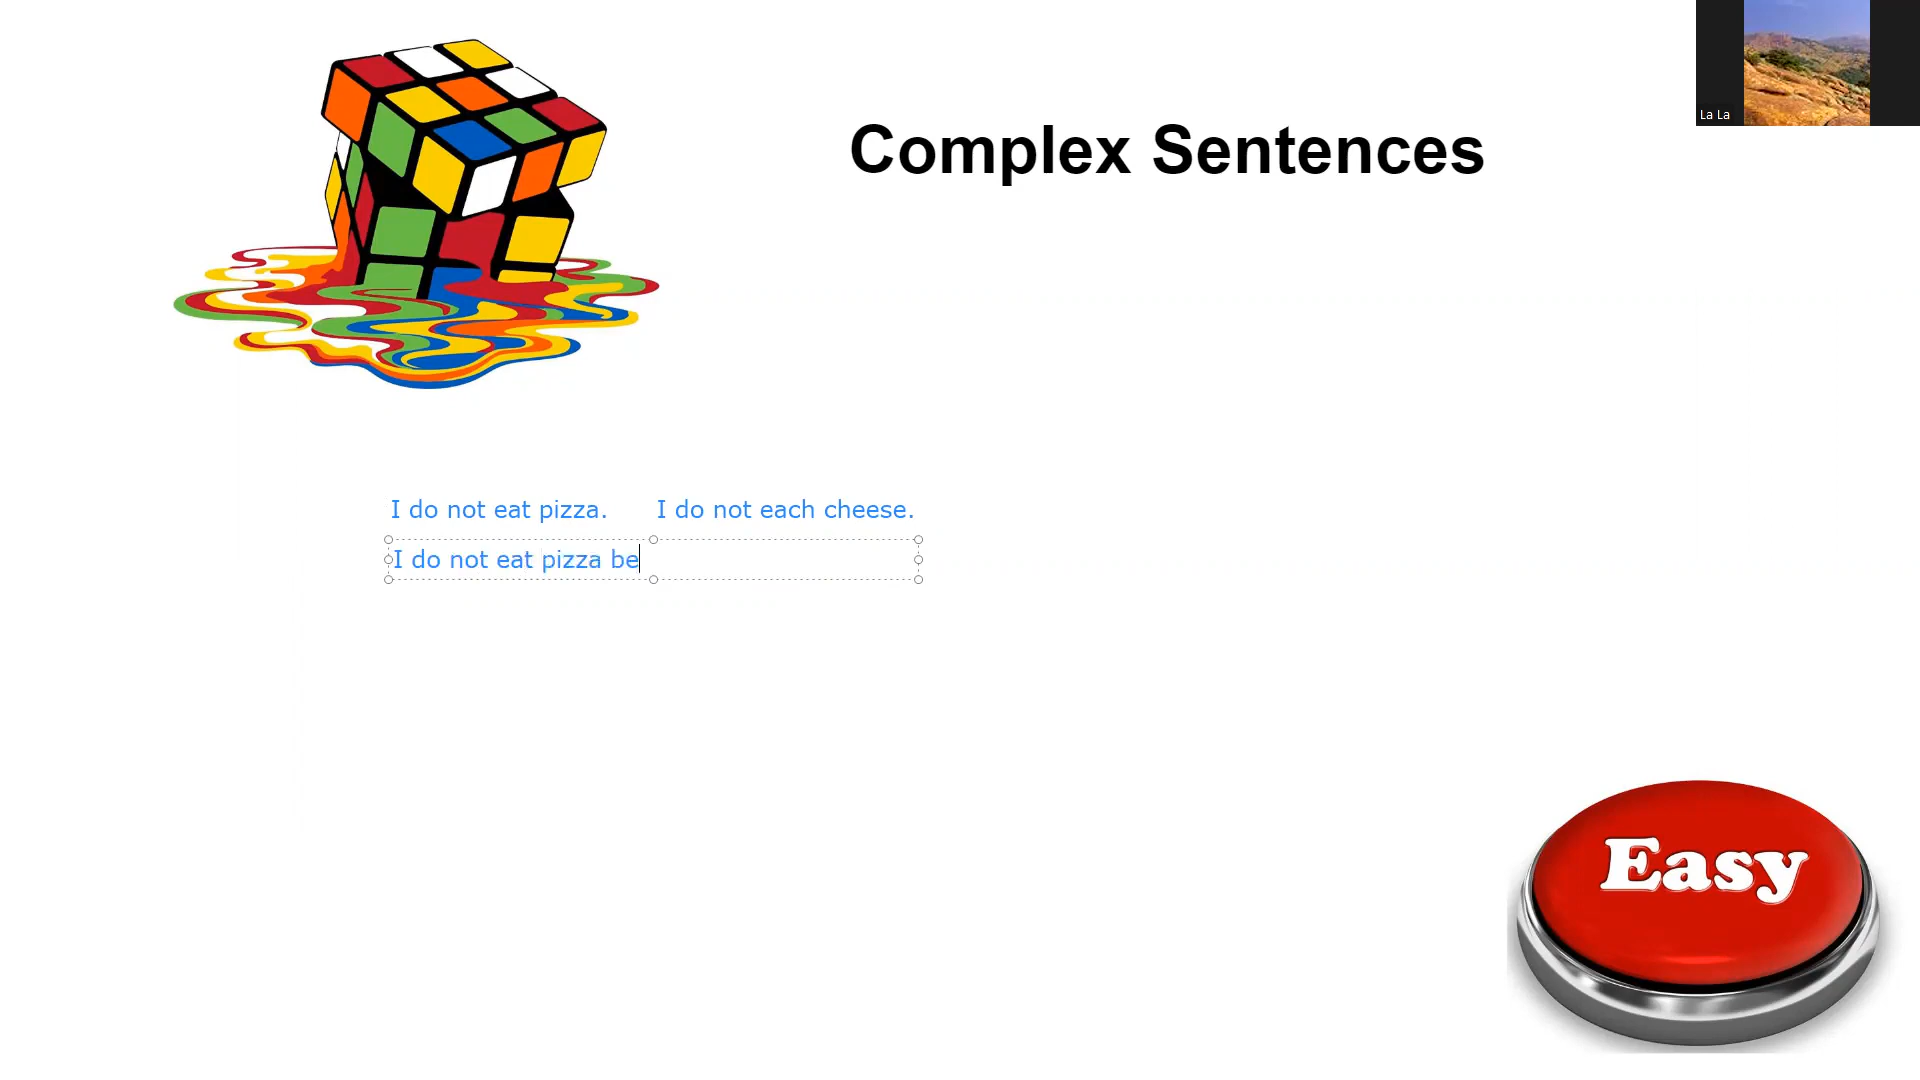 La La
Complex Sentences
I do not eat pizza. I do not each cheese.
I do not eat pizza be
Easy